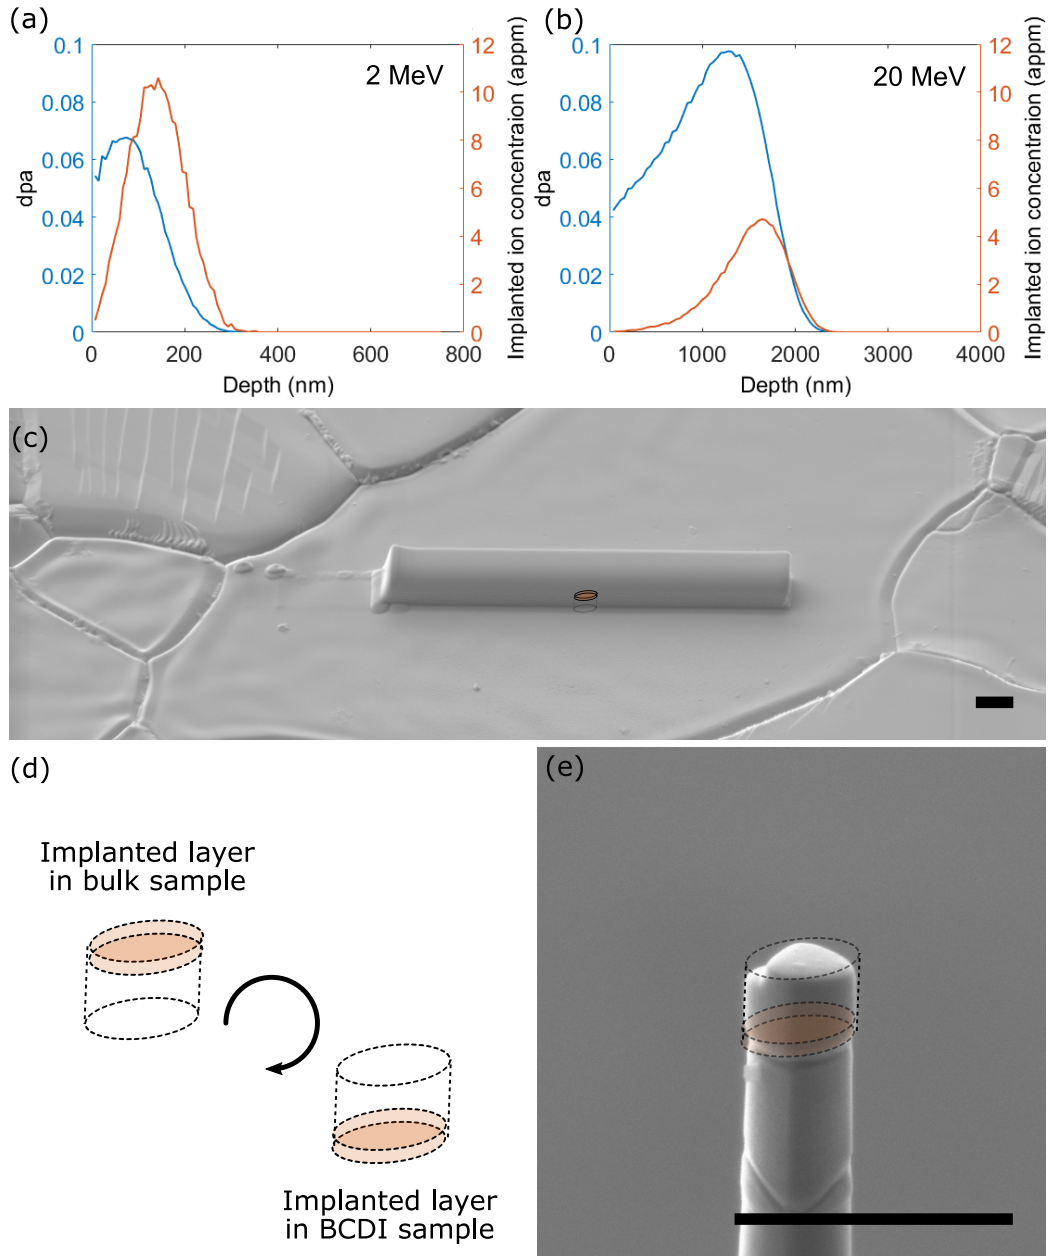 (a)
2 MeV
0.1
0.08
0.06
0.04
0.02
0
dpa
12
10
8
6
4
2
0
Implanted ion concentraion (appm)
0 200 400 600 800
Depth (nm)
(b)
20 MeV
0.1
0.08
0.06
0.04
0.02
0
dpa
12
10
8
6
4
2
0
Implanted ion concentraion (appm)
0 1000 2000 3000 4000
Depth (nm)
(c)
(d)
Implanted layer
in bulk sample
Implanted layer
in BCDI sample
(e)